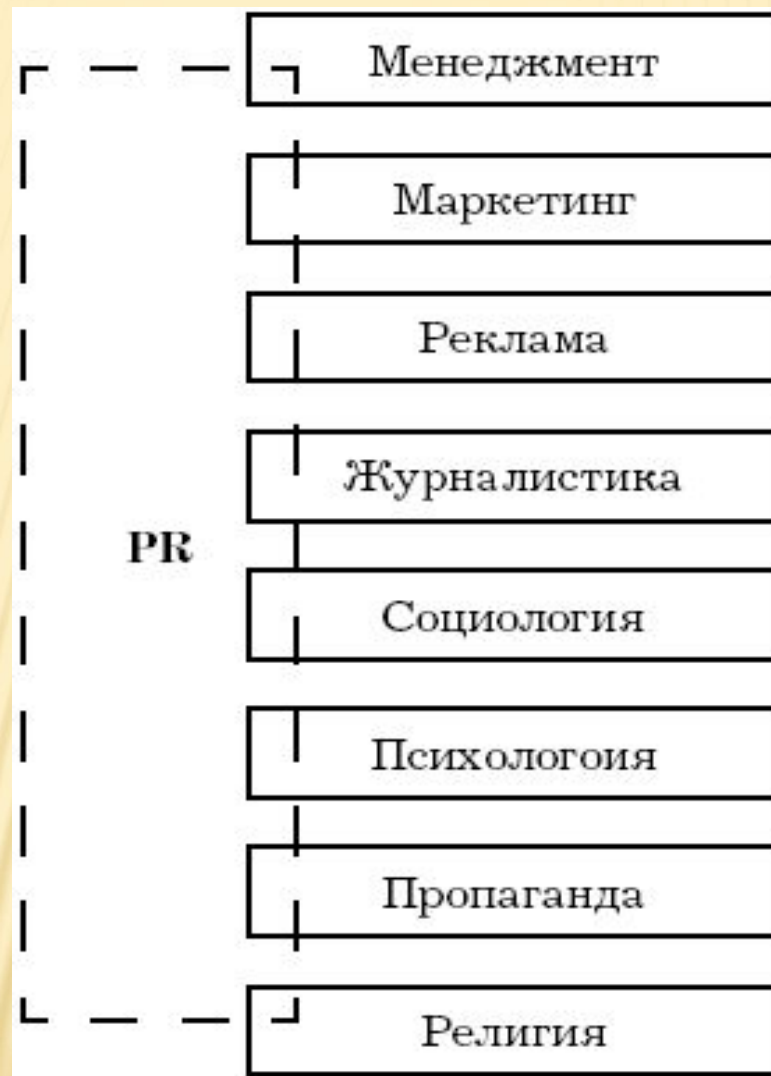 Менеджмент
Маркетинг
Реклама
Журналистика
PR
Социология
Психологоия
Пропаганда
Религия